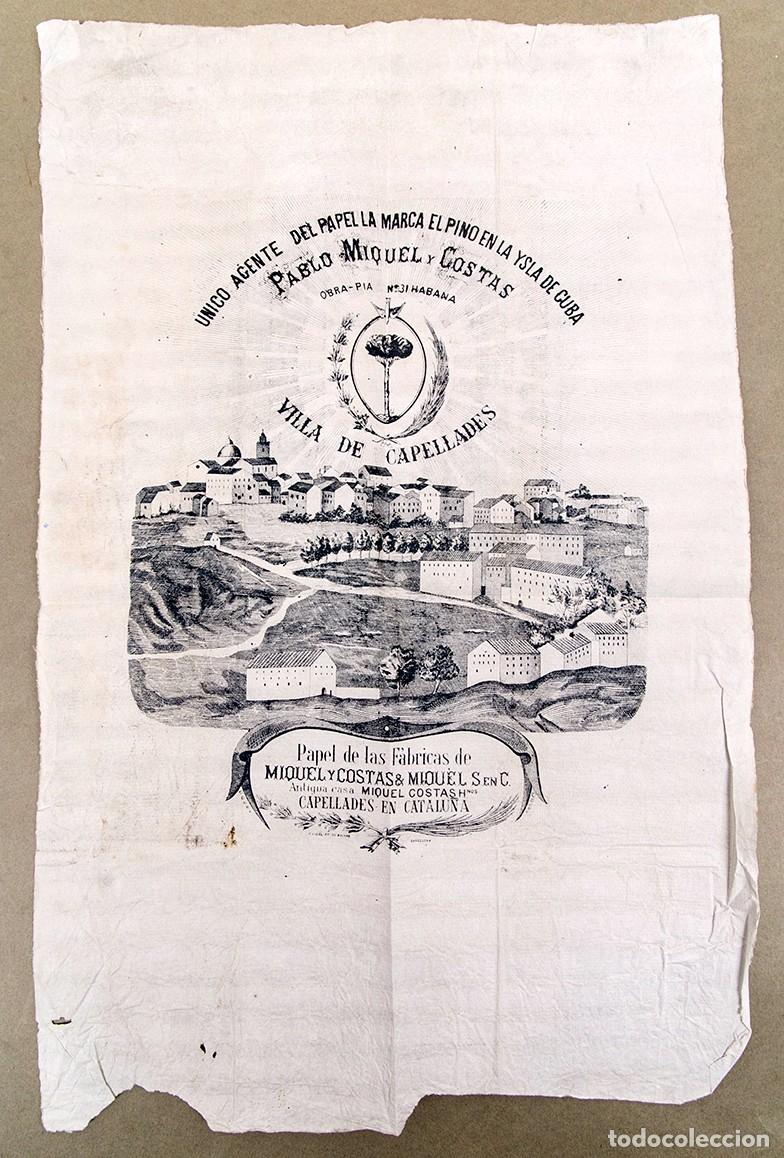 UNICO AGENTE DEL PAPEL LA MARCA EL PINO EN LA YSLA DE CUBA
PABLO MIQUEL Y COSTAS
OBRA-PIA Nº 31 HABANA
VILLA DE CAPELLADES
Papel de las Fàbricas de
MIQUEL Y COSTAS & MIQUEL S. EN C.
Antigua casa MIQUEL COSTAS Hnos
CAPELLADES EN CATALUÑA
BARCELONA
todocoleccion